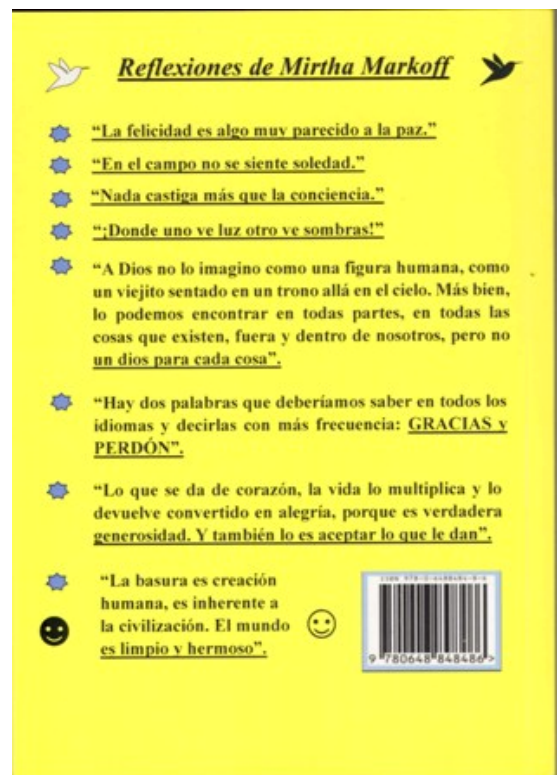 Reflexiones de Mirtha Markoff
“La felicidad es algo muy parecido a la paz.”
“En el campo no se siente soledad.”
“Nada castiga más que la conciencia.”
“¡Donde uno ve luz otro ve sombras!”
“A Dios no lo imagino como una figura humana, como
un viejito sentado en un trono allá en el cielo. Más bien,
lo podemos encontrar en todas partes, en todas las
cosas que existen, fuera y dentro de nosotros, pero no
un dios para cada cosa”.
“Hay dos palabras que deberíamos saber en todos los
idiomas y decirlas con más frecuencia: GRACIAS y
PERDÓN”.
“Lo que se da de corazón, la vida lo multiplica y lo
devuelve convertido en alegría, porque es verdadera
generosidad. Y también lo es aceptar lo que le dan”.
“La basura es creación
humana, es inherente a
la civilización. El mundo
es limpio y hermoso”.
ISBN 978-0-6488484-8-6
9 780648 848486 >